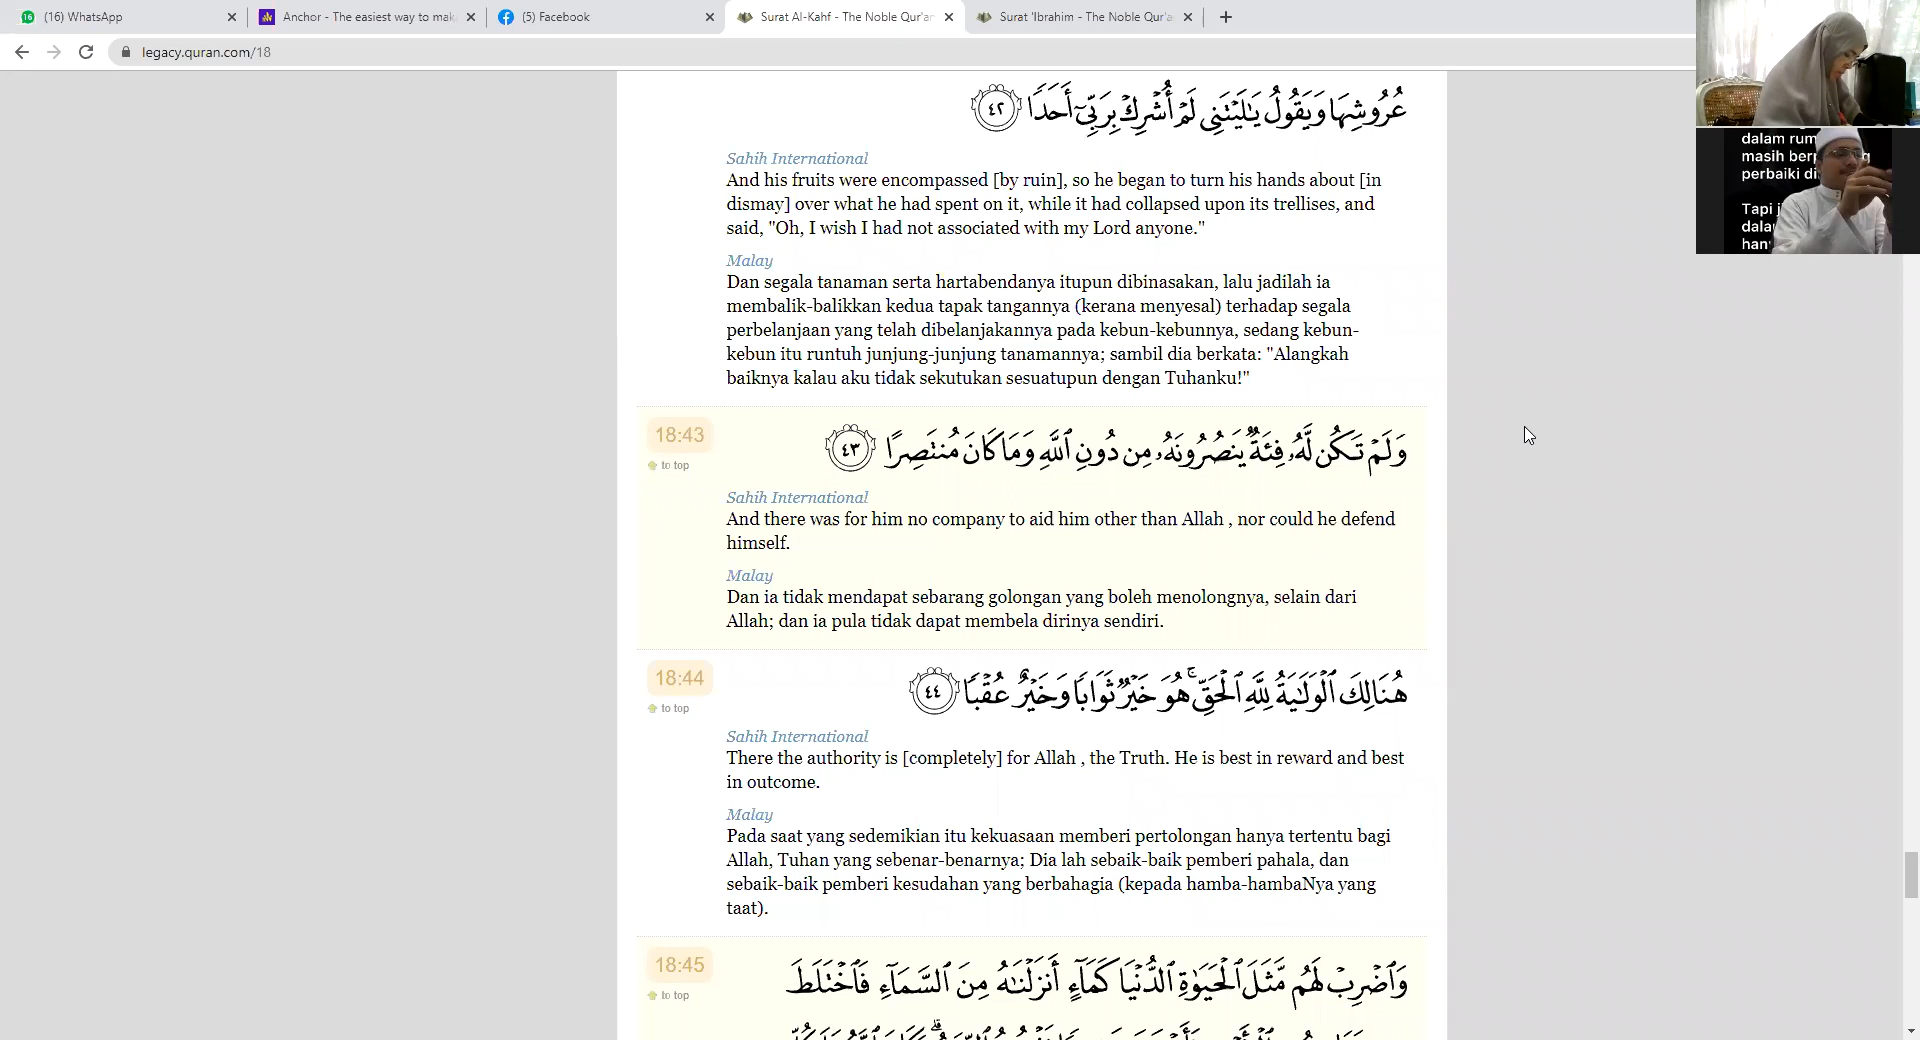 (16) WhatsApp
Anchor - The easiest way to mak
(5) Facebook
Surat Al-Kahf - The Noble Qur'an
Surat 'Ibrahim - The Noble Qur'a
legacy.quran.com/18
عُرُوشِهَا وَيَقُولُ يَٰلَيْتَنِى لَمْ أُشْرِكْ بِرَبِّىٓ أَحَدًا ٤٢
Sahih International
And his fruits were encompassed [by ruin], so he began to turn his hands about [in
dismay] over what he had spent on it, while it had collapsed upon its trellises, and
said, "Oh, I wish I had not associated with my Lord anyone."
Malay
Dan segala tanaman serta hartabendanya itupun dibinasakan, lalu jadilah ia
membalik-balikkan kedua tapak tangannya (kerana menyesal) terhadap segala
perbelanjaan yang telah dibelanjakannya pada kebun-kebunnya, sedang kebun-
kebun itu runtuh junjung-junjung tanamannya; sambil dia berkata: "Alangkah
baiknya kalau aku tidak sekutukan sesuatupun dengan Tuhanku!"
18:43
to top
وَلَمْ تَكُن لَّهُۥ فِئَةٌ يَنصُرُونَهُۥ مِن دُونِ ٱللَّهِ وَمَا كَانَ مُنتَصِرًا ٤٣
Sahih International
And there was for him no company to aid him other than Allah , nor could he defend
himself.
Malay
Dan ia tidak mendapat sebarang golongan yang boleh menolongnya, selain dari
Allah; dan ia pula tidak dapat membela dirinya sendiri.
18:44
to top
هُنَالِكَ ٱلْوَلَٰيَةُ لِلَّهِ ٱلْحَقِّ ۚ هُوَ خَيْرٌ ثَوَابًا وَخَيْرٌ عُقْبًا ٤٤
Sahih International
There the authority is [completely] for Allah , the Truth. He is best in reward and best
in outcome.
Malay
Pada saat yang sedemikian itu kekuasaan memberi pertolongan hanya tertentu bagi
Allah, Tuhan yang sebenar-benarnya; Dia lah sebaik-baik pemberi pahala, dan
sebaik-baik pemberi kesudahan yang berbahagia (kepada hamba-hambaNya yang
taat).
18:45
to top
وَٱضْرِبْ لَهُم مَّثَلَ ٱلْحَيَوٰةِ ٱلدُّنْيَا كَمَآءٍ أَنزَلْنَٰهُ مِنَ ٱلسَّمَآءِ فَٱخْتَلَطَ
dalam rum
masih berp
perbaiki di
Tapi j
dala
han